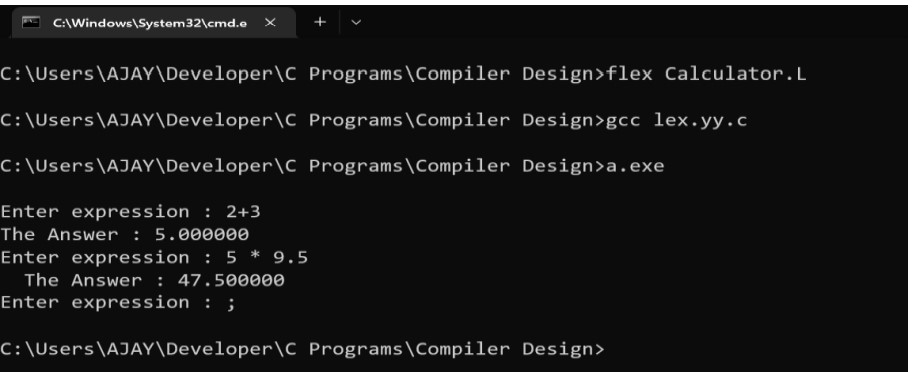 C:\Windows\System32\cmd.e
C:\Users\AJAY\Developer\C Programs\Compiler Design>flex Calculator.L
C:\Users\AJAY\Developer\C Programs\Compiler Design>gcc lex.yy.c
C:\Users\AJAY\Developer\C Programs\Compiler Design>a.exe
Enter expression : 2+3
The Answer : 5.000000
Enter expression : 5 * 9.5
  The Answer : 47.500000
Enter expression : ;
C:\Users\AJAY\Developer\C Programs\Compiler Design>